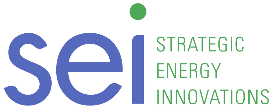 sei
STRATEGIC
ENERGY
INNOVATIONS